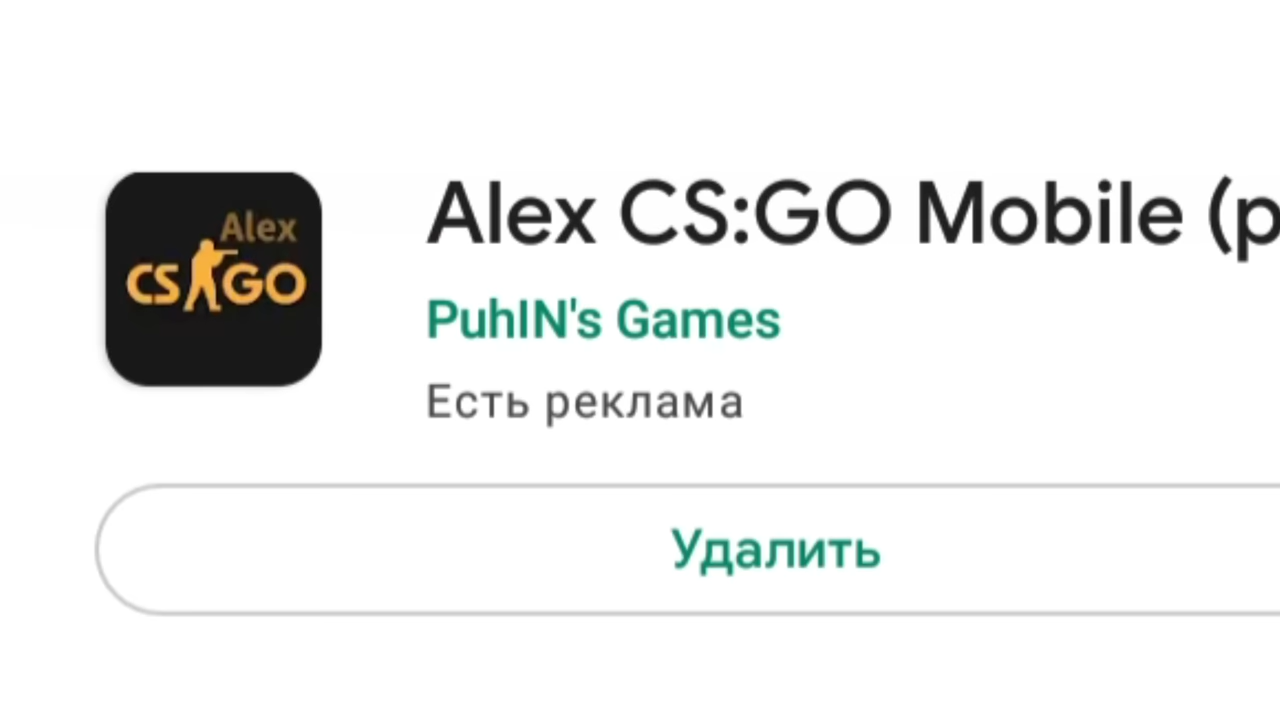 Alex
CS GO
Alex CS:GO Mobile (p
PuhIN's Games
Есть реклама
Удалить